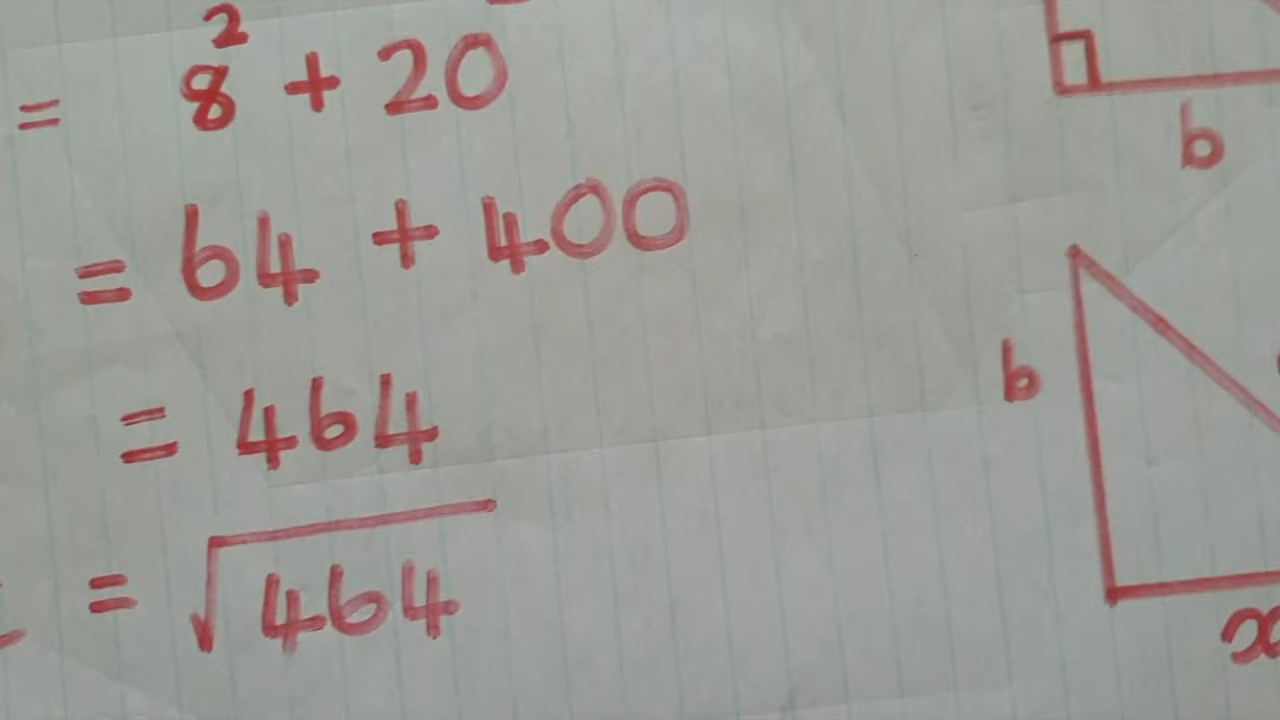 = 8² + 20
b
= 64 + 400
b
= 464
= √464
x